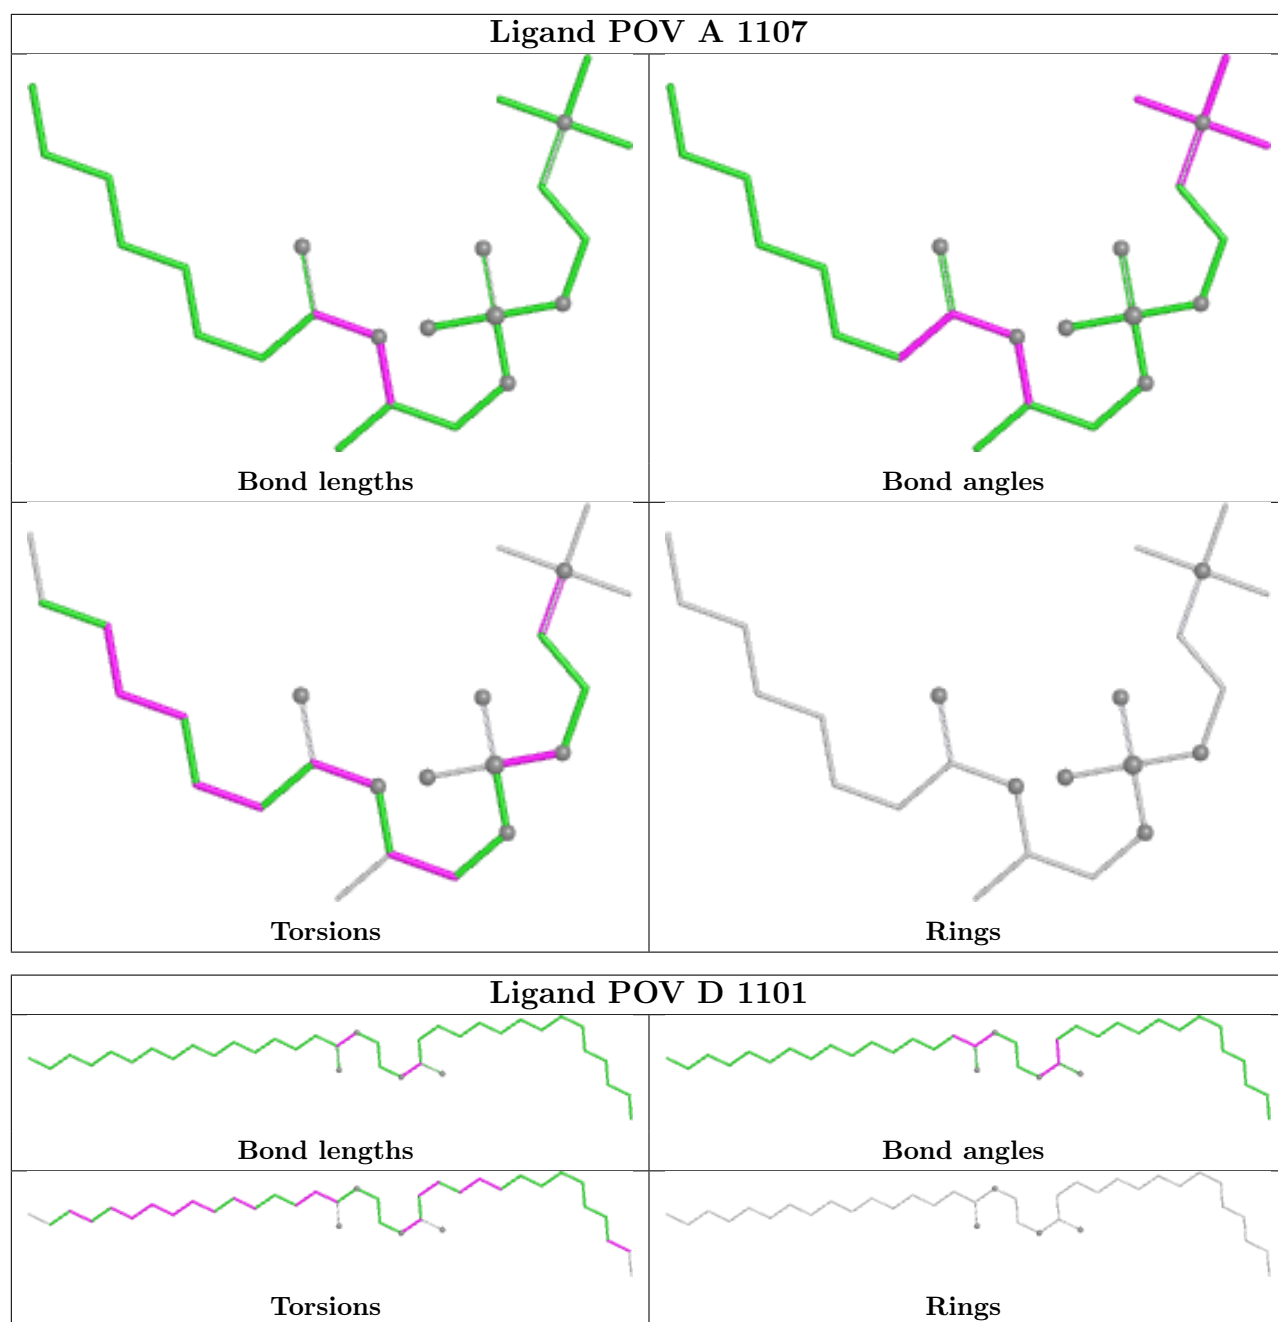 Ligand POV A 1107
Bond lengths
Bond angles
Torsions
Rings
Ligand POV D 1101
Bond lengths
Bond angles
Torsions
Rings